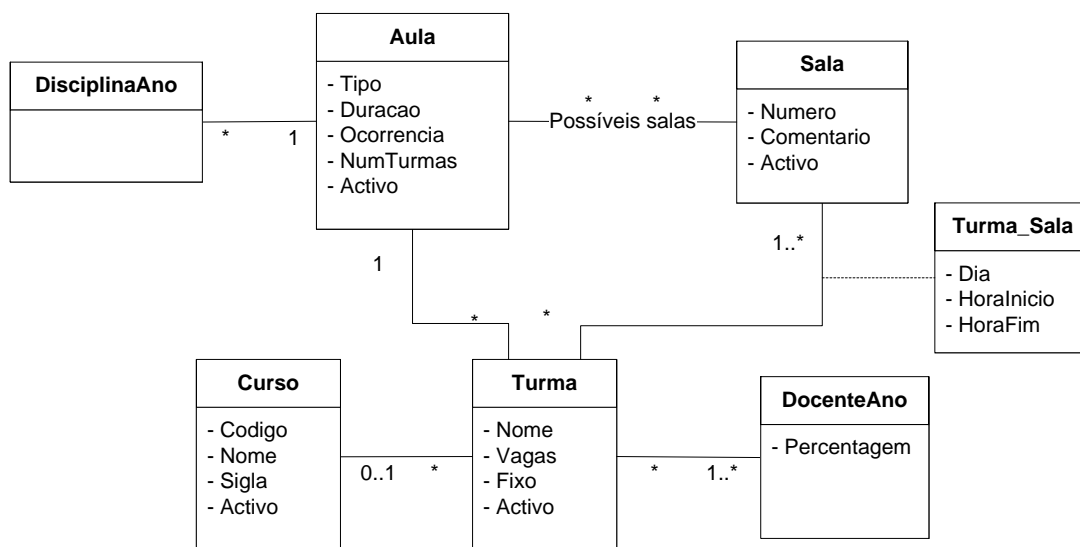 DisciplinaAno
*
1
Aula
- Tipo
- Duracao
- Ocorrencia
- NumTurmas
- Activo
* *
Possíveis salas
Sala
- Numero
- Comentario
- Activo
1..*
*
Turma_Sala
- Dia
- HoraInicio
- HoraFim
1
*
Curso
- Codigo
- Nome
- Sigla
- Activo
0..1
*
Turma
- Nome
- Vagas
- Fixo
- Activo
*
1..*
DocenteAno
- Percentagem